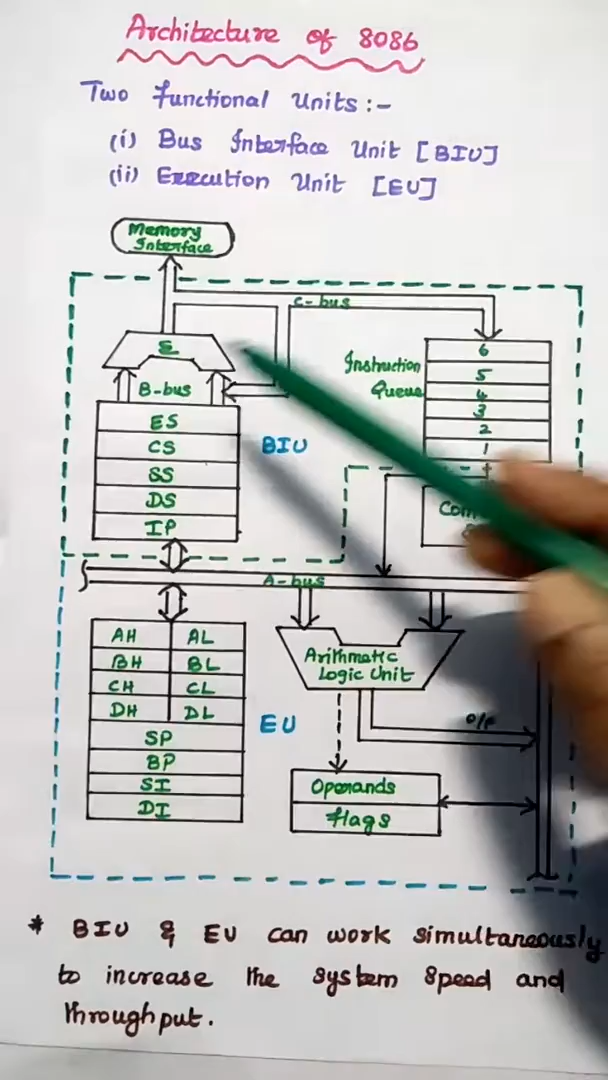 Architecture of 8086
Two Functional Units :-
(i) Bus Interface Unit [BIU]
(ii) Execution Unit [EU]
Memory
Interface
C-bus
Σ
B-bus
Instruction
Queue
6
5
4
3
2
1
ES
CS
SS
DS
IP
BIU
A-bus
AH AL
BH BL
CH CL
DH DL
SP
BP
SI
DI
EU
Arithmatic
Logic Unit
O/P
Operands
flags
* BIU & EU can work simultaneously
to increase the system speed and
throughput.